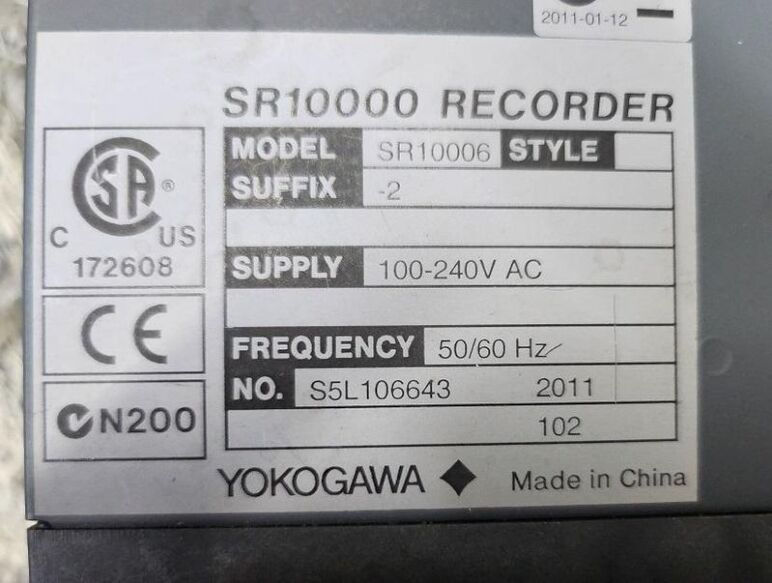 2011-01-12
SR10000 RECORDER
MODEL SR10006 STYLE
SUFFIX -2
SUPPLY 100-240V AC
FREQUENCY 50/60 Hz
NO. S5L106643 2011
102
SA ®
C US
172608
CE
N200
YOKOGAWA Made in China